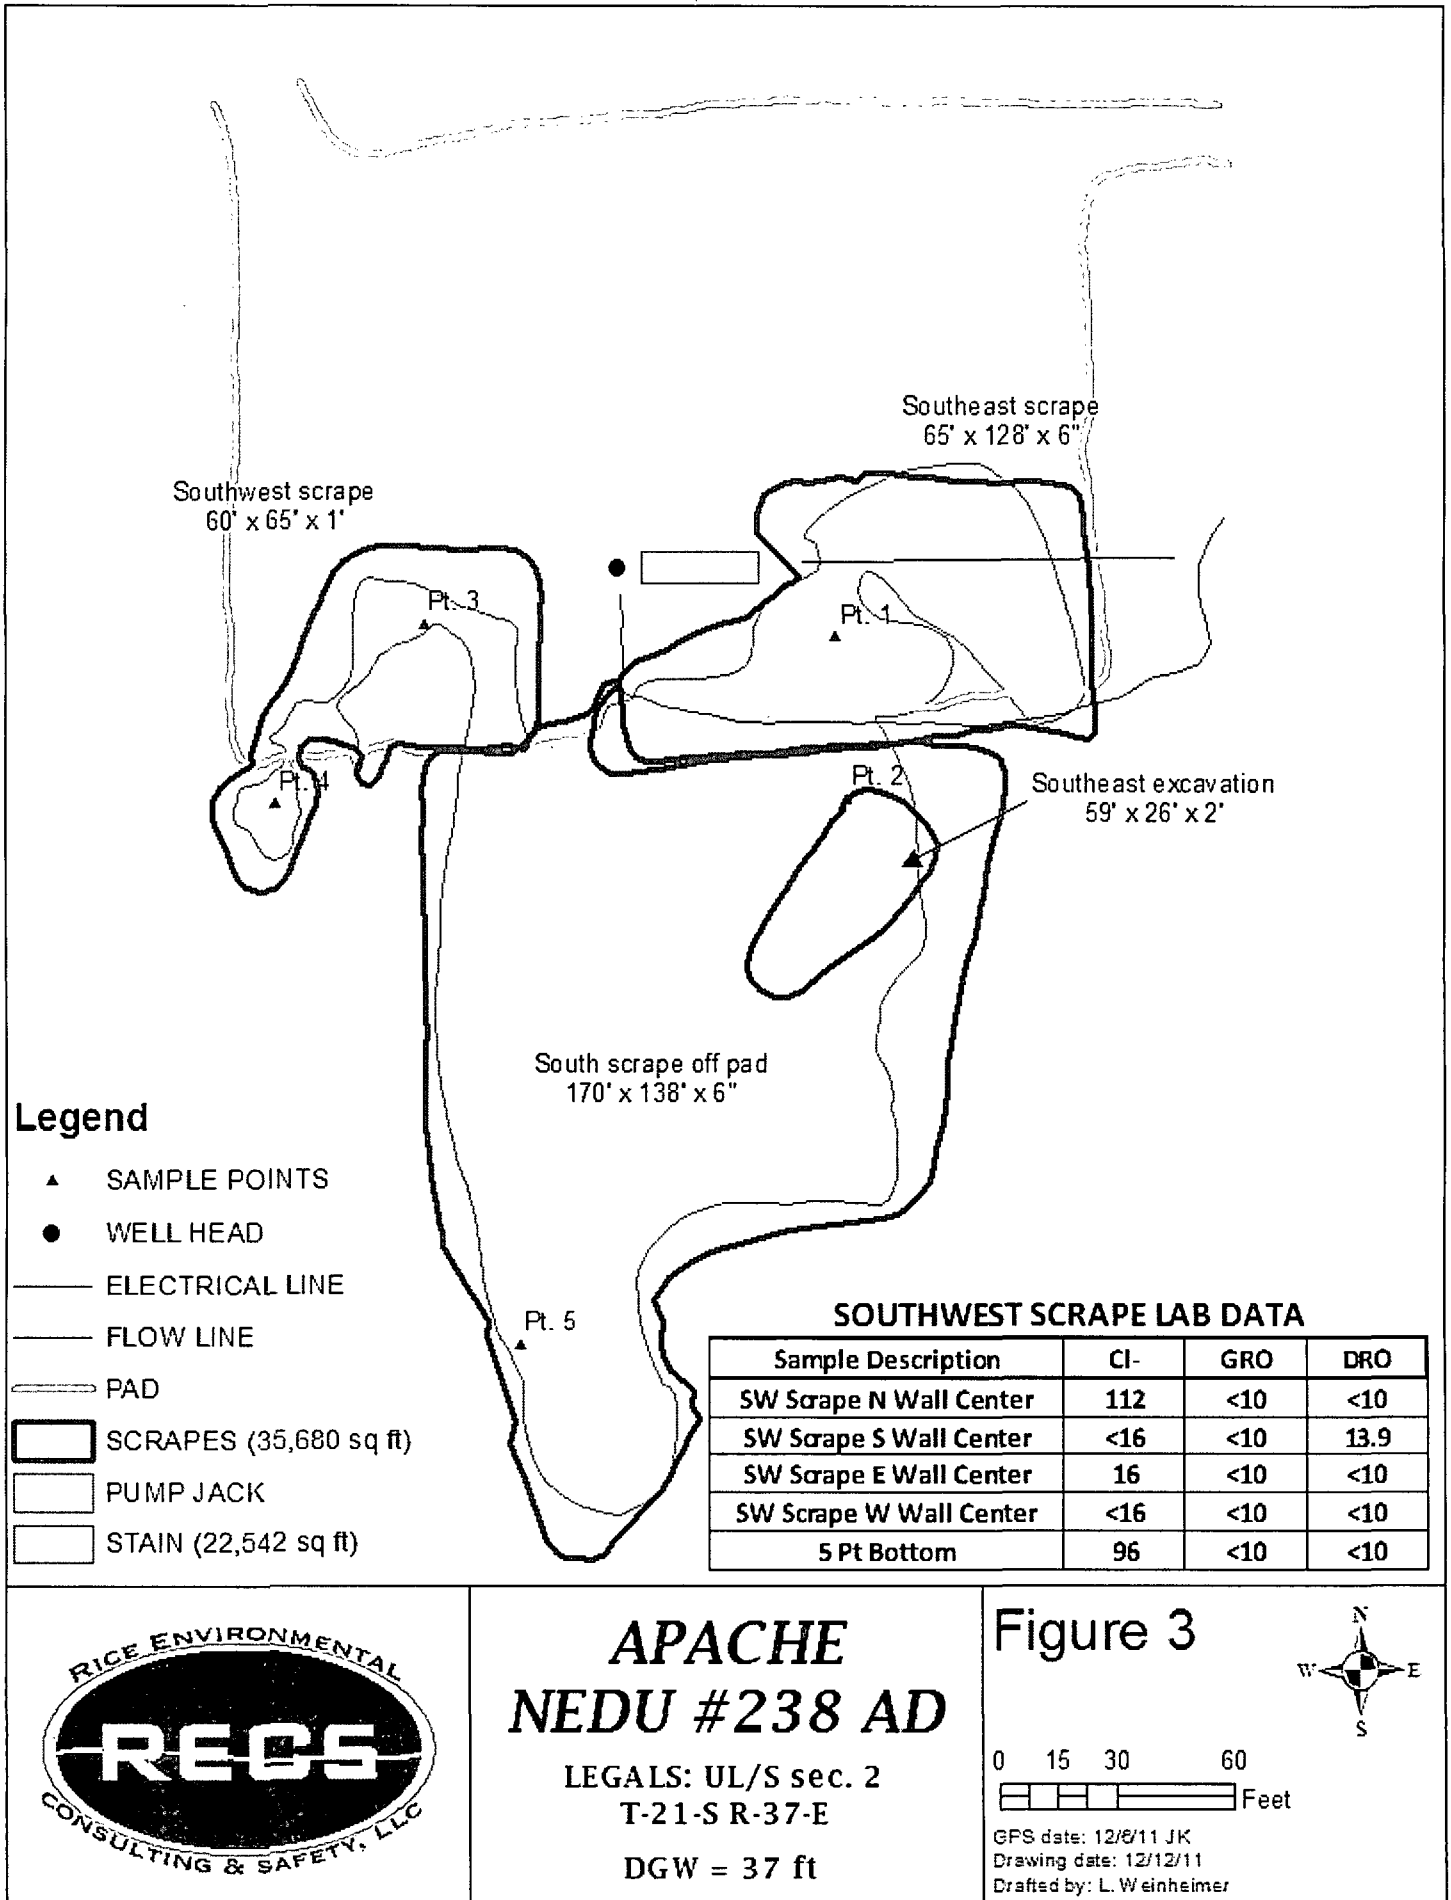 Southeast scrape
65' x 128' x 6"
Southwest scrape
60' x 65' x 1'
Pt. 3
Pt. 1
Pt. 4
Pt. 2
Southeast excavation
59' x 26' x 2'
South scrape off pad
170' x 138' x 6"
Pt. 5
Legend
SAMPLE POINTS
WELL HEAD
ELECTRICAL LINE
FLOW LINE
PAD
SCRAPES (35,680 sq ft)
PUMP JACK
STAIN (22,542 sq ft)
SOUTHWEST SCRAPE LAB DATA
Sample Description Cl- GRO DRO
SW Scrape N Wall Center 112 <10 <10
SW Scrape S Wall Center <16 <10 13.9
SW Scrape E Wall Center 16 <10 <10
SW Scrape W Wall Center <16 <10 <10
5 Pt Bottom 96 <10 <10
RICE ENVIRONMENTAL
RECS
CONSULTING & SAFETY, LLC
APACHE
NEDU #238 AD
LEGALS: UL/S sec. 2
T-21-S R-37-E
DGW = 37 ft
Figure 3
N
W E
S
0 15 30 60
Feet
GPS date: 12/6/11 JK
Drawing date: 12/12/11
Drafted by: L. Weinheimer